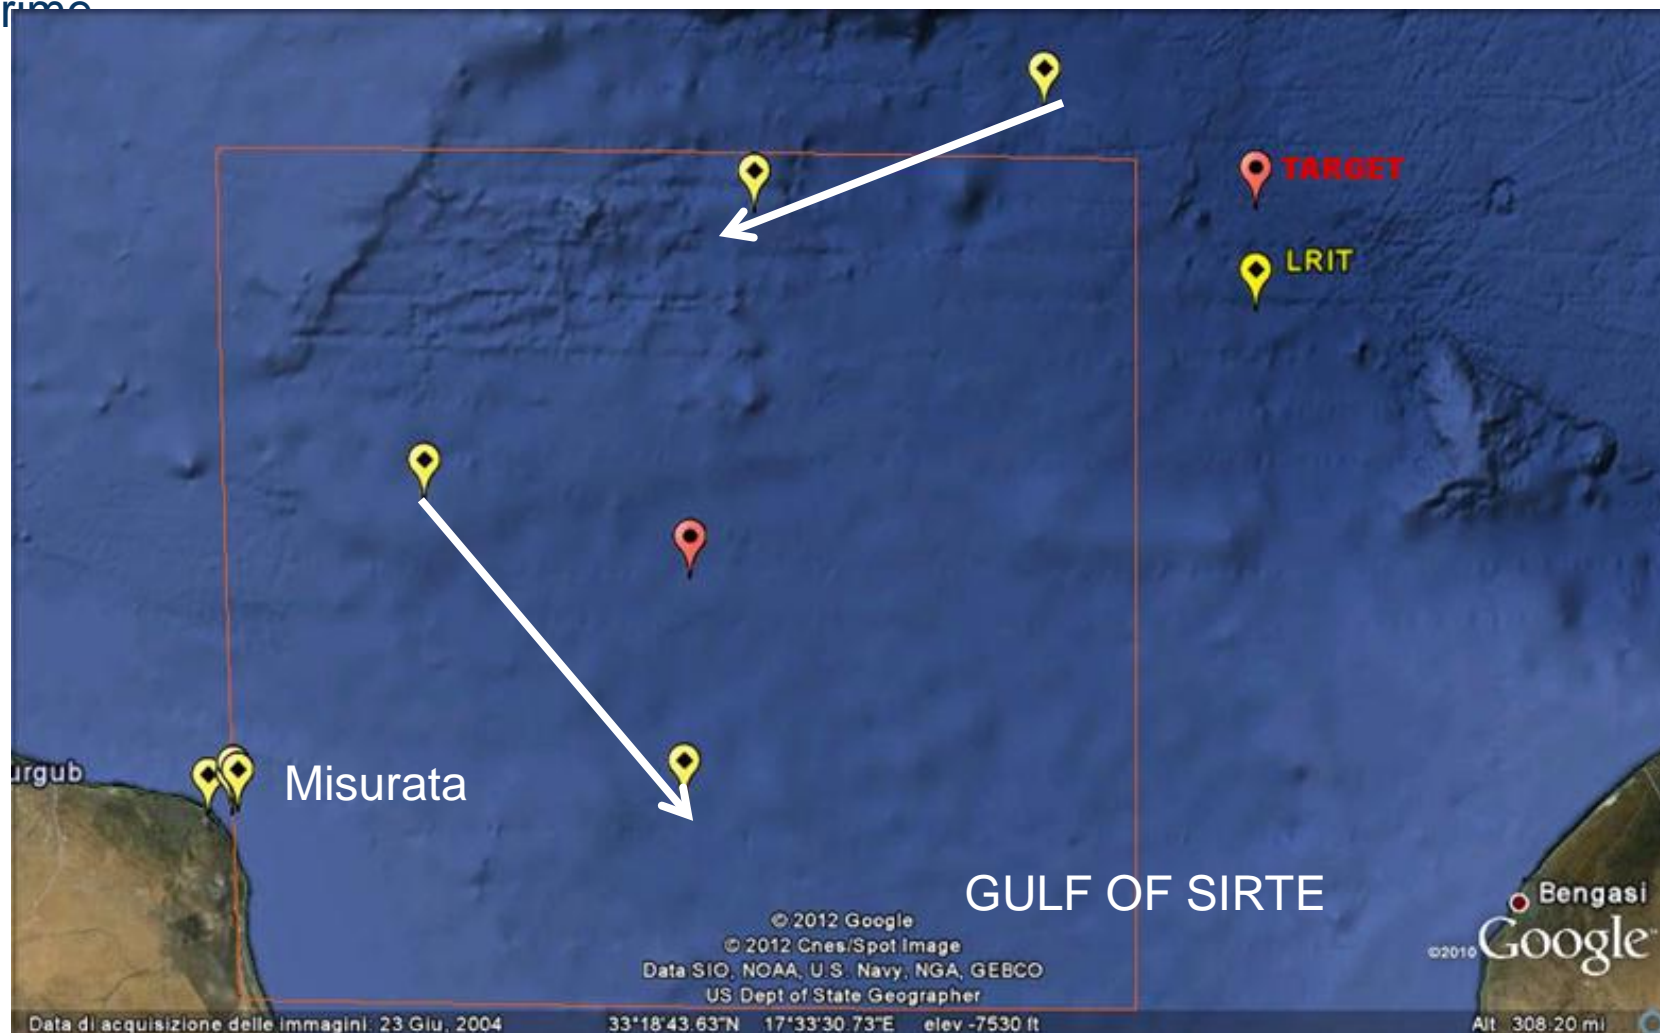 TARGET
LRIT
urgub
Misurata
GULF OF SIRTE
Bengasi
© 2012 Google
© 2012 Cnes/Spot Image
Data SIO, NOAA, U.S. Navy, NGA, GEBCO
US Dept of State Geographer
©2010 Google™
Data di acquisizione delle immagini: 23 Giu, 2004 33°18'43.63"N 17°33'30.73"E elev -7530 ft Alt 308.20 mi